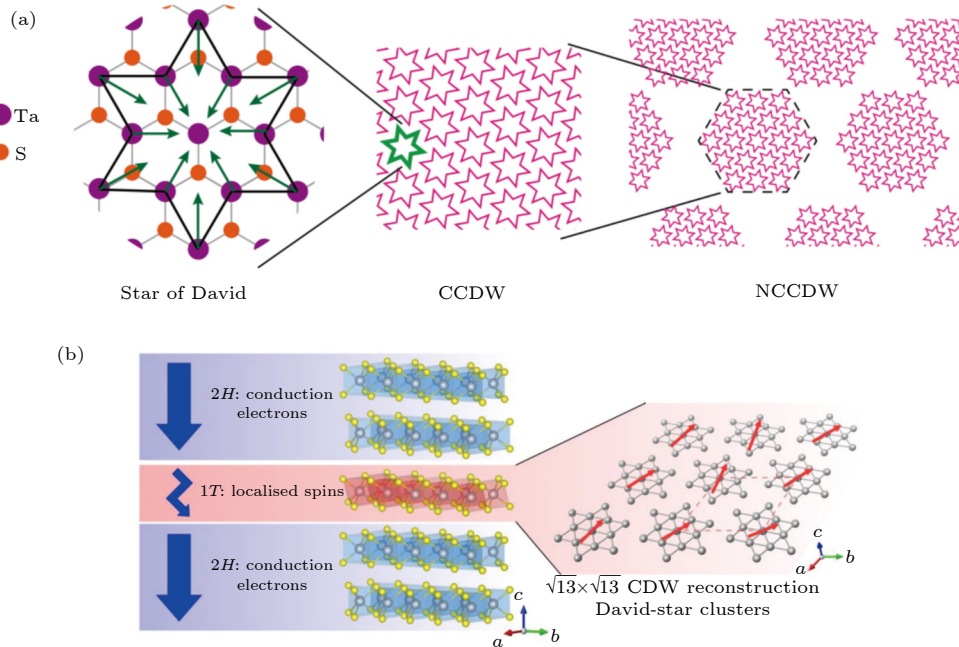 (a)
Ta
S
Star of David
CCDW
NCCDW
(b)
2H: conduction
electrons
1T: localised spins
2H: conduction
electrons
c
a
b
c
a
b
√13×√13 CDW reconstruction
David-star clusters